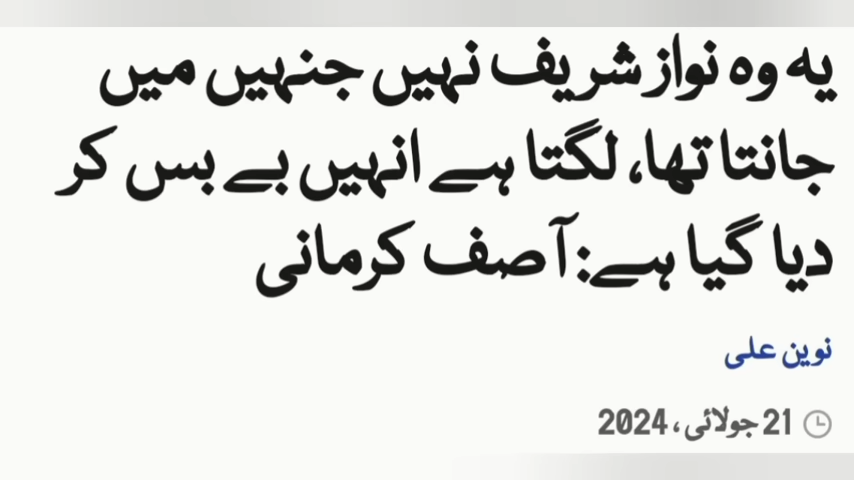 یہ وہ نواز شریف نہیں جنہیں میں
جانتا تھا، لگتا ہے انہیں بے بس کر
دیا گیا ہے: آصف کرمانی
نوین علی
21 جولائی ، 2024